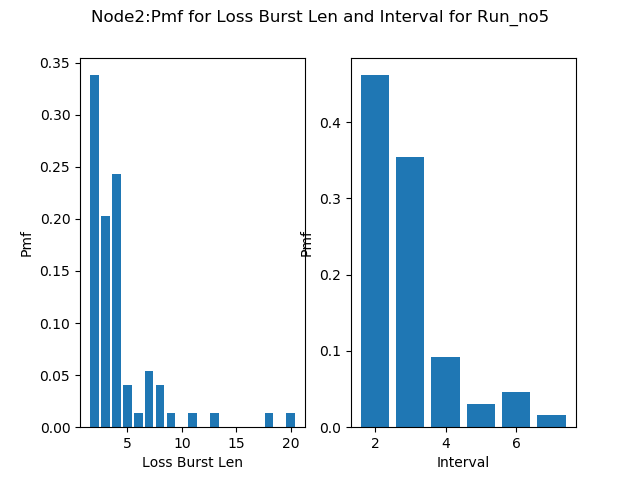 Node2:Pmf for Loss Burst Len and Interval for Run_no5
0.35
0.30
0.25
0.20
0.15
0.10
0.05
0.00
Pmf
5 10 15 20
Loss Burst Len
0.4
0.3
0.2
0.1
0.0
Pmf
2 4 6
Interval